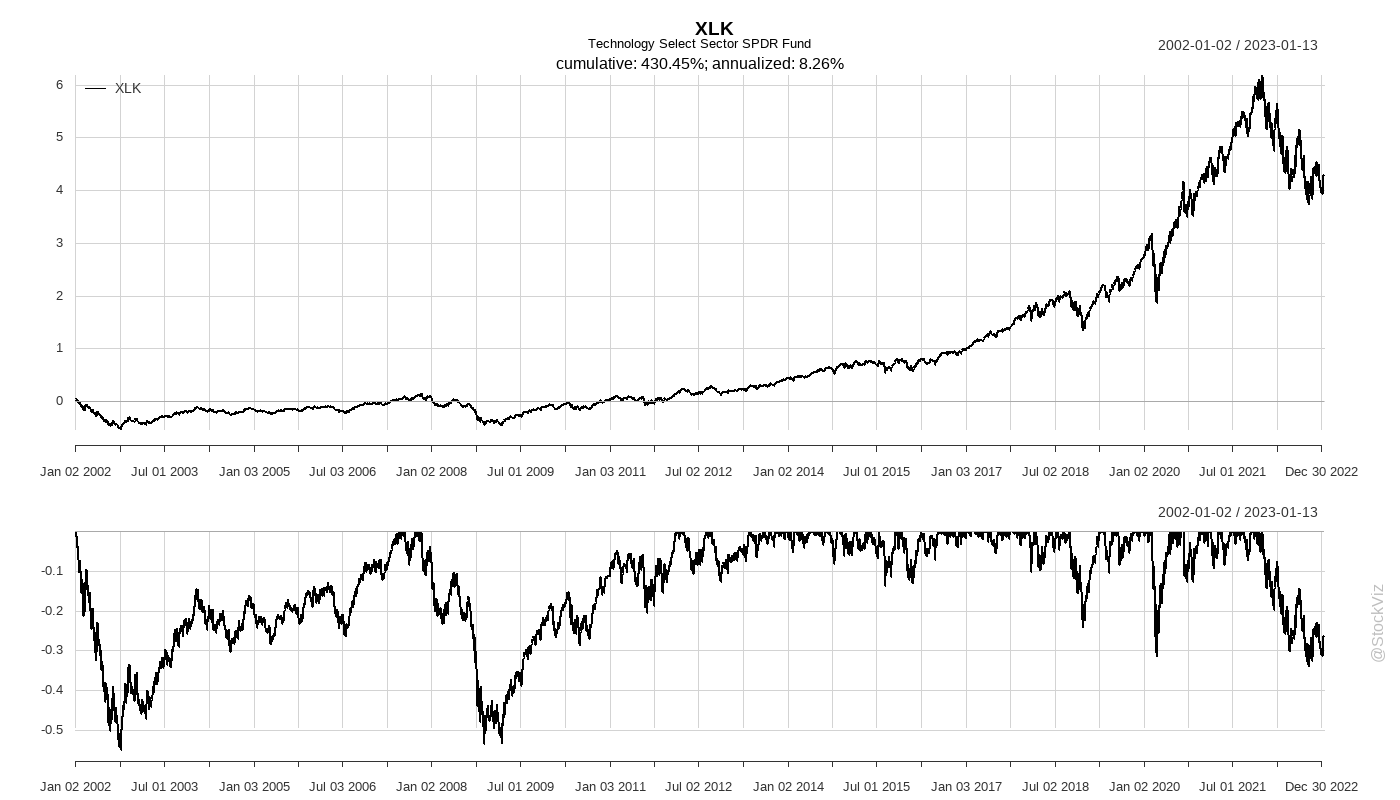 XLK
Technology Select Sector SPDR Fund
cumulative: 430.45%; annualized: 8.26%
2002-01-02 / 2023-01-13
XLK
6
5
4
3
2
1
0
Jan 02 2002 Jul 01 2003 Jan 03 2005 Jul 03 2006 Jan 02 2008 Jul 01 2009 Jan 03 2011 Jul 02 2012 Jan 02 2014 Jul 01 2015 Jan 03 2017 Jul 02 2018 Jan 02 2020 Jul 01 2021 Dec 30 2022
2002-01-02 / 2023-01-13
-0.1
-0.2
-0.3
-0.4
-0.5
Jan 02 2002 Jul 01 2003 Jan 03 2005 Jul 03 2006 Jan 02 2008 Jul 01 2009 Jan 03 2011 Jul 02 2012 Jan 02 2014 Jul 01 2015 Jan 03 2017 Jul 02 2018 Jan 02 2020 Jul 01 2021 Dec 30 2022
@StockViz